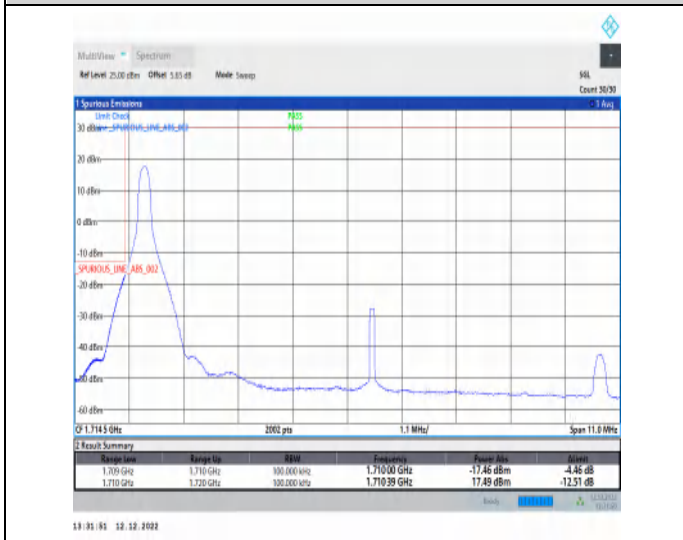 MultiView Spectrum
Ref Level 25.00 dBm Offset 5.85 dB Mode Sweep SGL
Count 30/30
1 Spurious Emissions 1 Avg
Limit Check PASS
30 dBm _SPURIOUS_LINE_ABS_002 PASS
20 dBm
10 dBm
0 dBm
-10 dBm
_SPURIOUS_LINE_ABS_002
-20 dBm
-30 dBm
-40 dBm
-50 dBm
-60 dBm
CF 1.7145 GHz 2002 pts 1.1 MHz/ Span 11.0 MHz
2 Result Summary
Range Low Range Up RBW Frequency Power Abs ΔLimit
1.709 GHz 1.710 GHz 100.000 kHz 1.71000 GHz -17.46 dBm -4.46 dB
1.710 GHz 1.720 GHz 100.000 kHz 1.71039 GHz 17.49 dBm -12.51 dB
Ready
13:31:51 12.12.2022